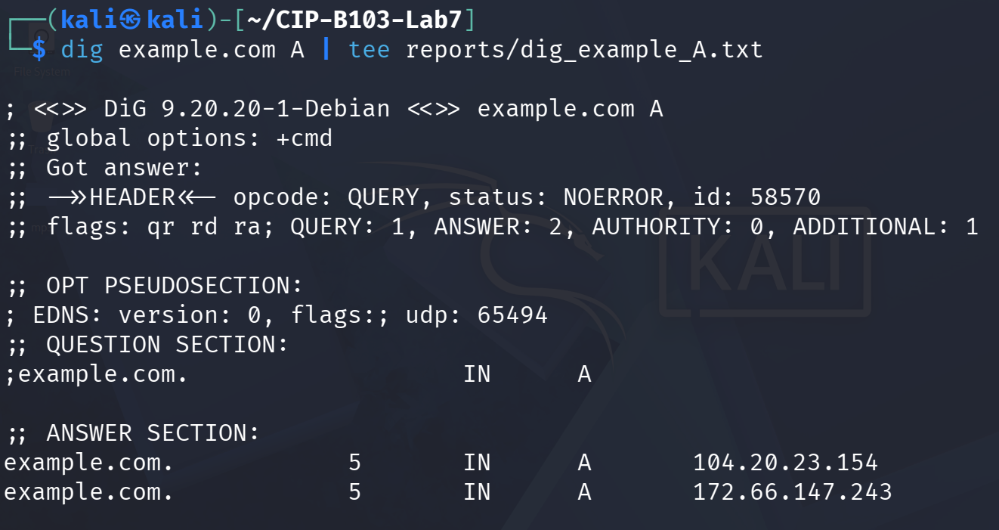 ┌──(kali㉿kali)-[~/CIP-B103-Lab7]
└─$ dig example.com A | tee reports/dig_example_A.txt
File System
; <<>> DiG 9.20.20-1-Debian <<>> example.com A
;; global options: +cmd
;; Got answer:
;; ->>HEADER<<- opcode: QUERY, status: NOERROR, id: 58570
;; flags: qr rd ra; QUERY: 1, ANSWER: 2, AUTHORITY: 0, ADDITIONAL: 1
KALI
;; OPT PSEUDOSECTION:
; EDNS: version: 0, flags:; udp: 65494
;; QUESTION SECTION:
;example.com. IN A
;; ANSWER SECTION:
example.com. 5 IN A 104.20.23.154
example.com. 5 IN A 172.66.147.243